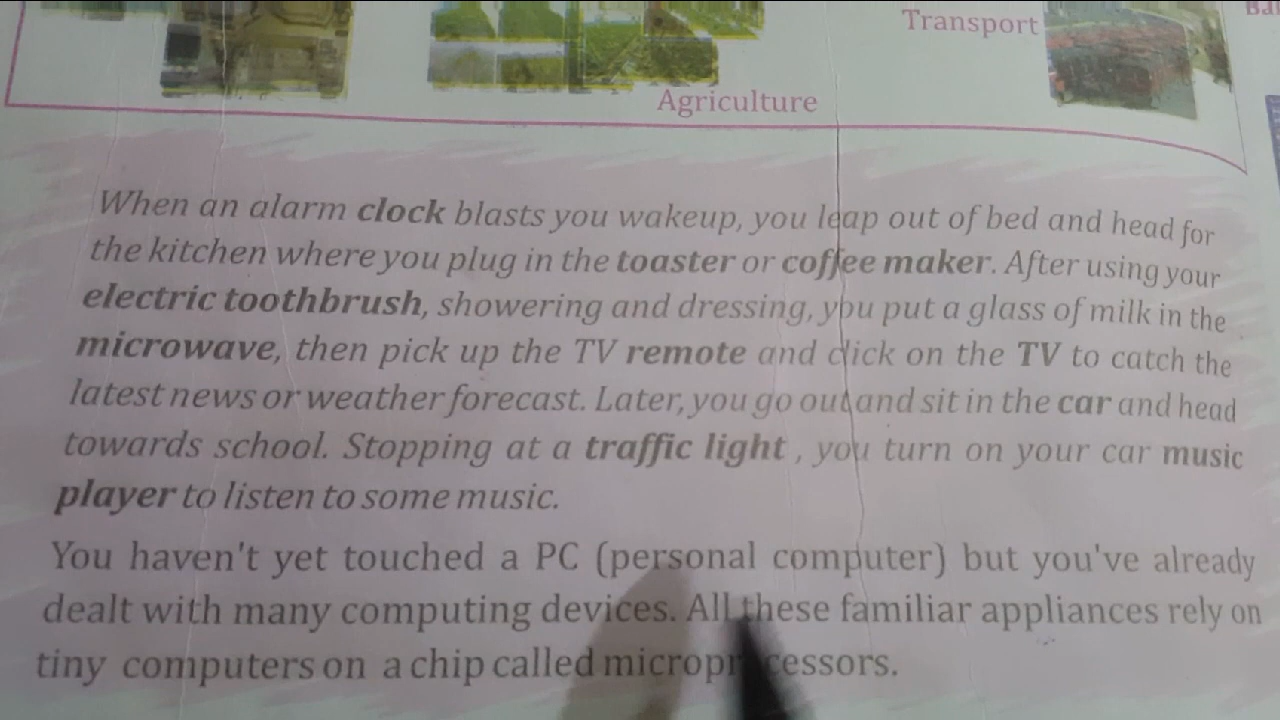 Transport
Agriculture
When an alarm clock blasts you wakeup, you leap out of bed and head for
the kitchen where you plug in the toaster or coffee maker. After using your
electric toothbrush, showering and dressing, you put a glass of milk in the
microwave, then pick up the TV remote and click on the TV to catch the
latest news or weather forecast. Later, you go out and sit in the car and head
towards school. Stopping at a traffic light , you turn on your car music
player to listen to some music.
You haven't yet touched a PC (personal computer) but you've already
dealt with many computing devices. All these familiar appliances rely on
tiny computers on a chip called microprocessors.